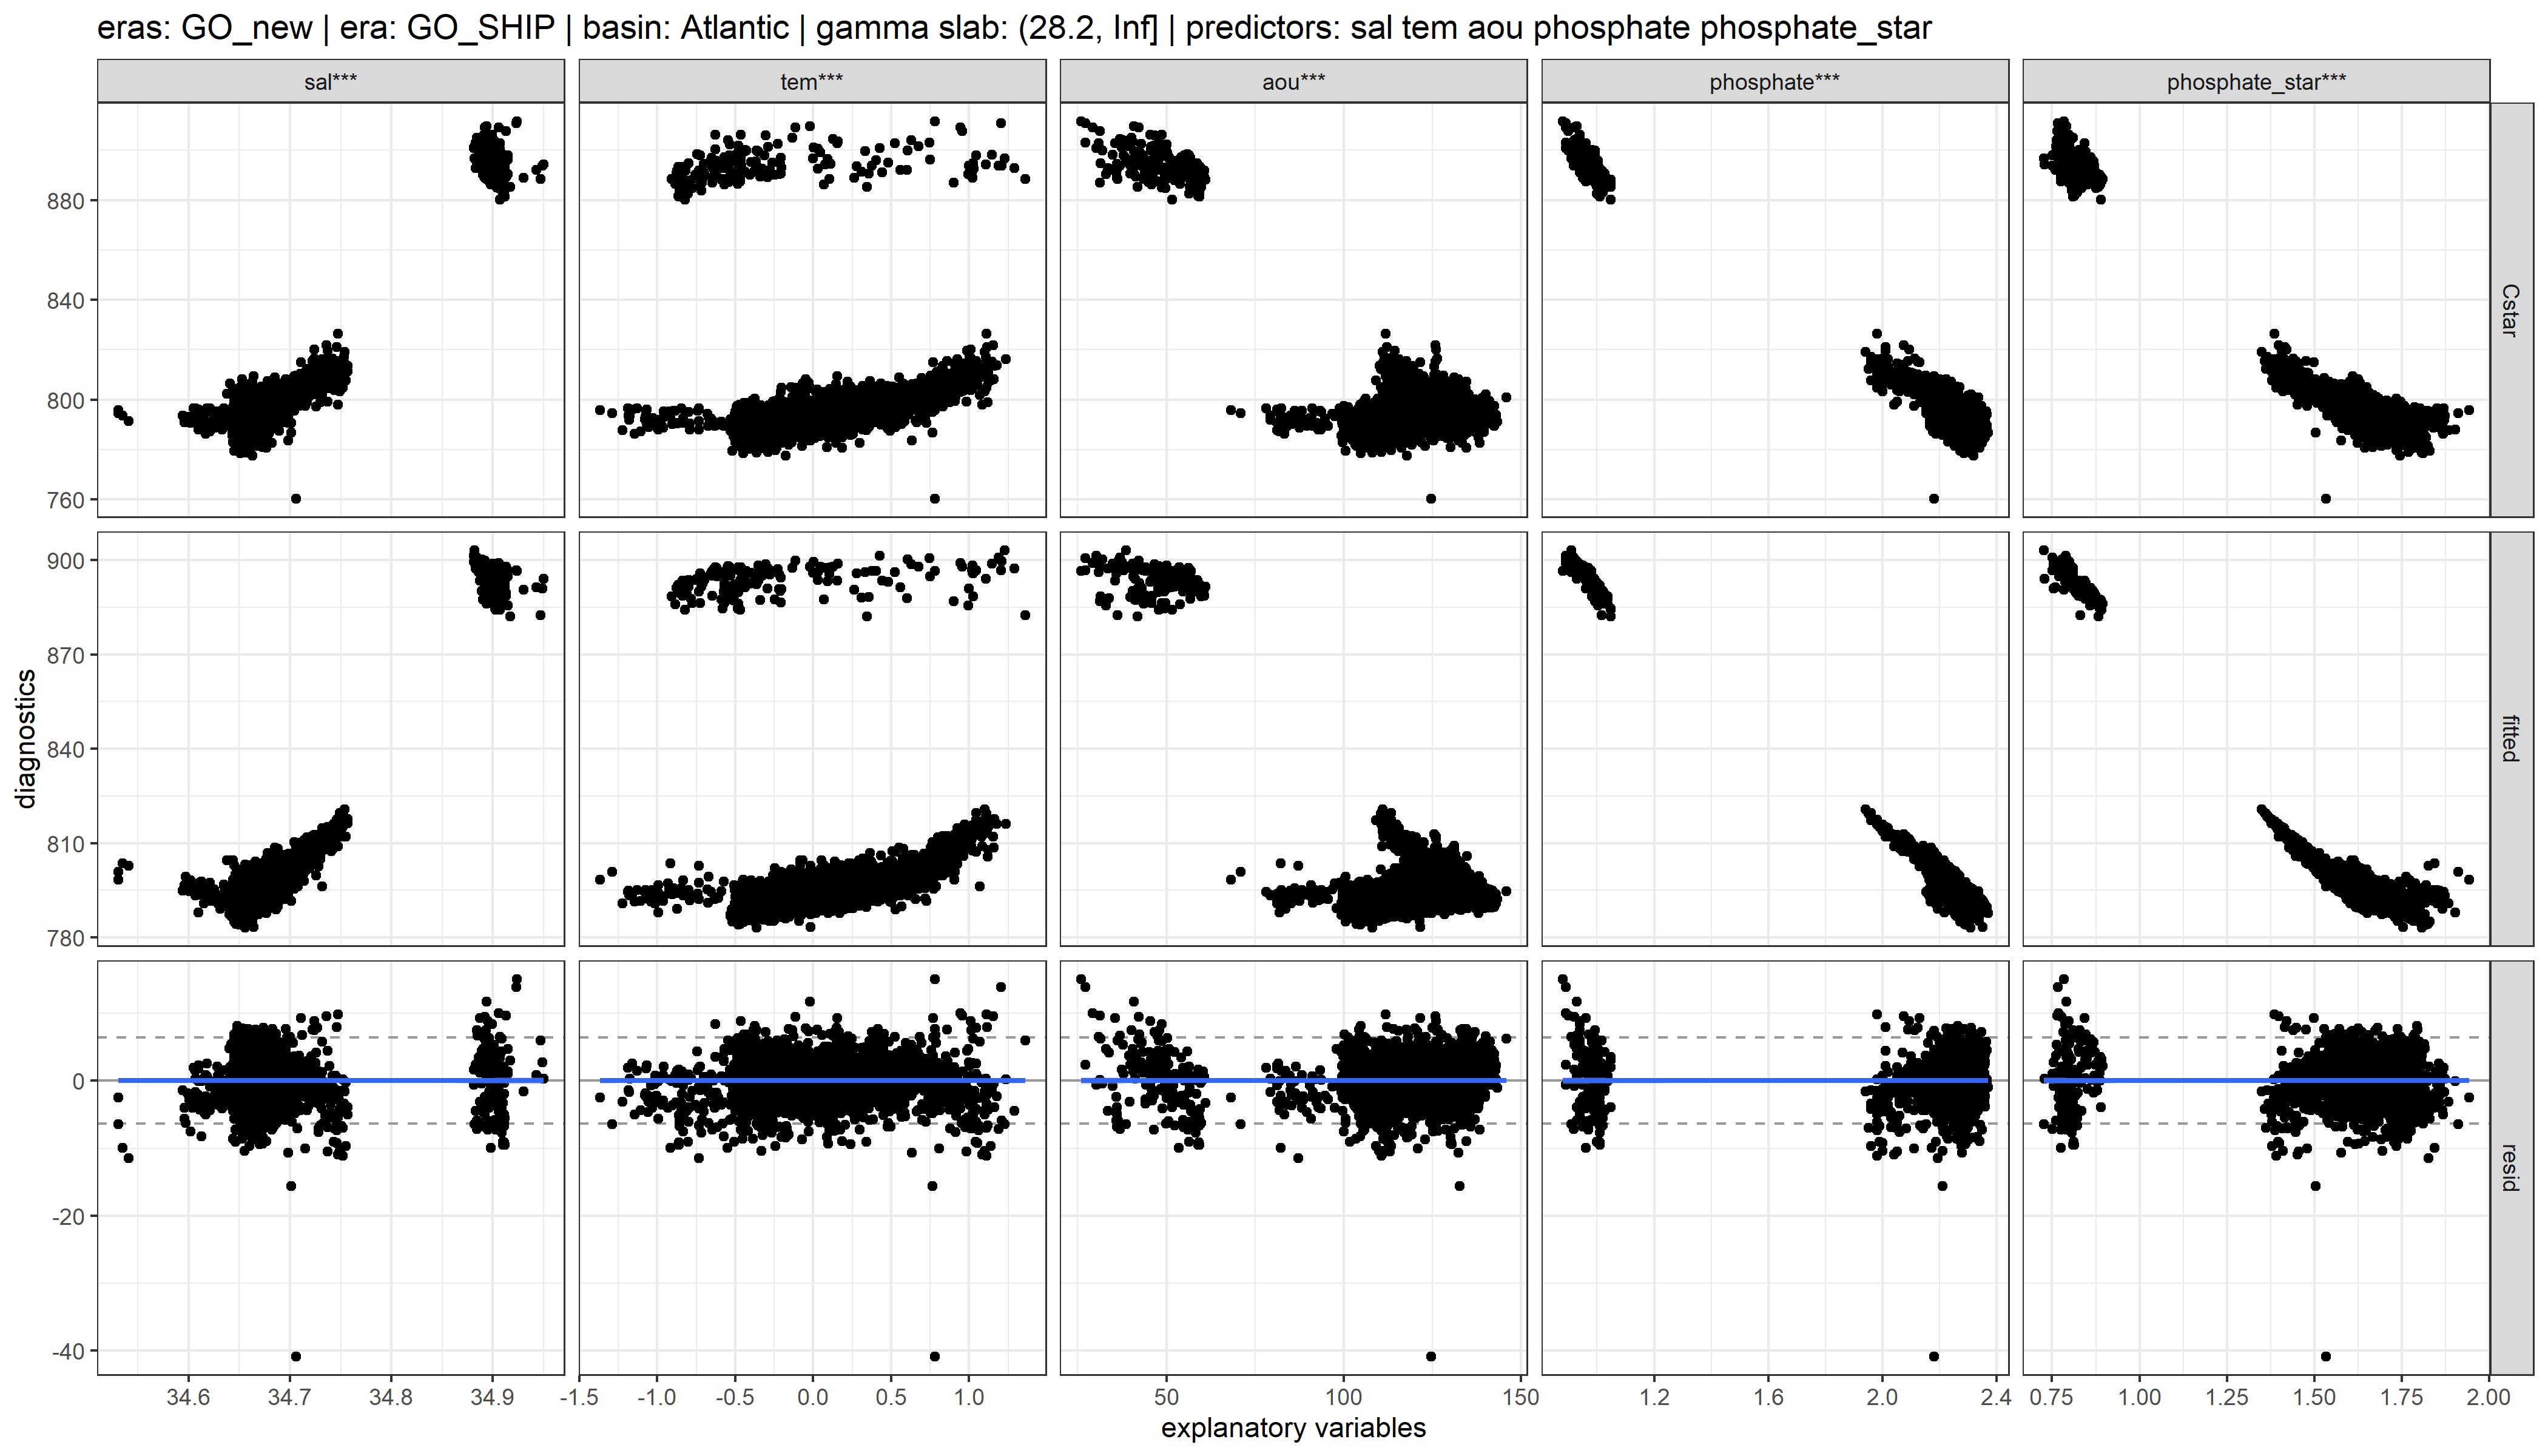 eras: GO_new | era: GO_SHIP | basin: Atlantic | gamma slab: (28.2, Inf] | predictors: sal tem aou phosphate phosphate_star
sal***
tem***
aou***
phosphate***
phosphate_star***
880
840
800
760
Cstar
900
870
840
810
780
fitted
0
-20
-40
resid
diagnostics
34.6 34.7 34.8 34.9
-1.5 -1.0 -0.5 0.0 0.5 1.0
50 100 150
1.2 1.6 2.0 2.4
0.75 1.00 1.25 1.50 1.75 2.00
explanatory variables